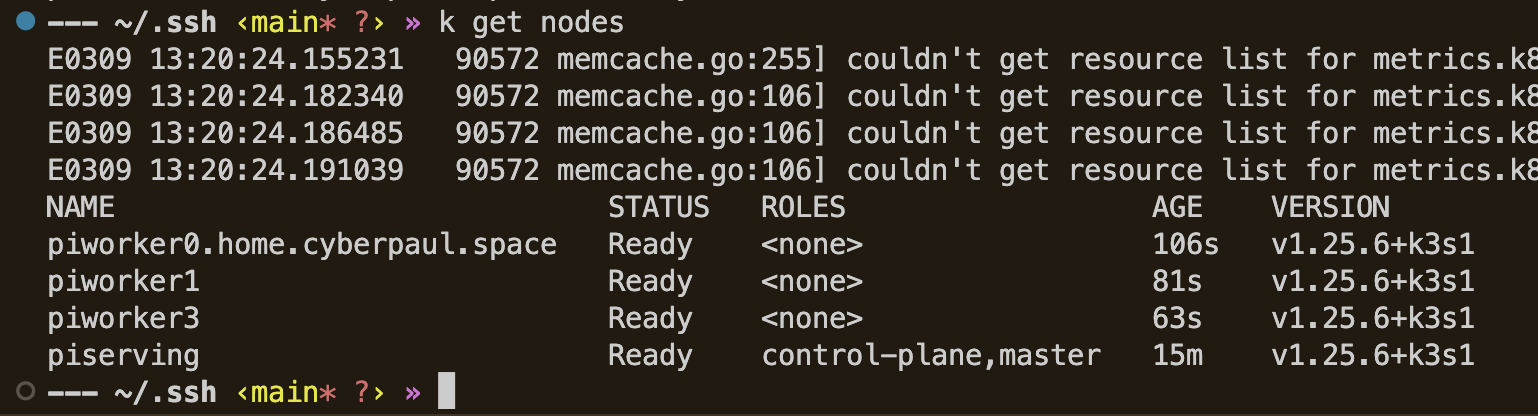 --- ~/.ssh ‹main* ?› » k get nodes
E0309 13:20:24.155231   90572 memcache.go:255] couldn't get resource list for metrics.k8
E0309 13:20:24.182340   90572 memcache.go:106] couldn't get resource list for metrics.k8
E0309 13:20:24.186485   90572 memcache.go:106] couldn't get resource list for metrics.k8
E0309 13:20:24.191039   90572 memcache.go:106] couldn't get resource list for metrics.k8
NAME                             STATUS   ROLES                  AGE    VERSION
piworker0.home.cyberpaul.space   Ready    <none>                 106s   v1.25.6+k3s1
piworker1                        Ready    <none>                 81s    v1.25.6+k3s1
piworker3                        Ready    <none>                 63s    v1.25.6+k3s1
piserving                        Ready    control-plane,master   15m    v1.25.6+k3s1
--- ~/.ssh ‹main* ?› »